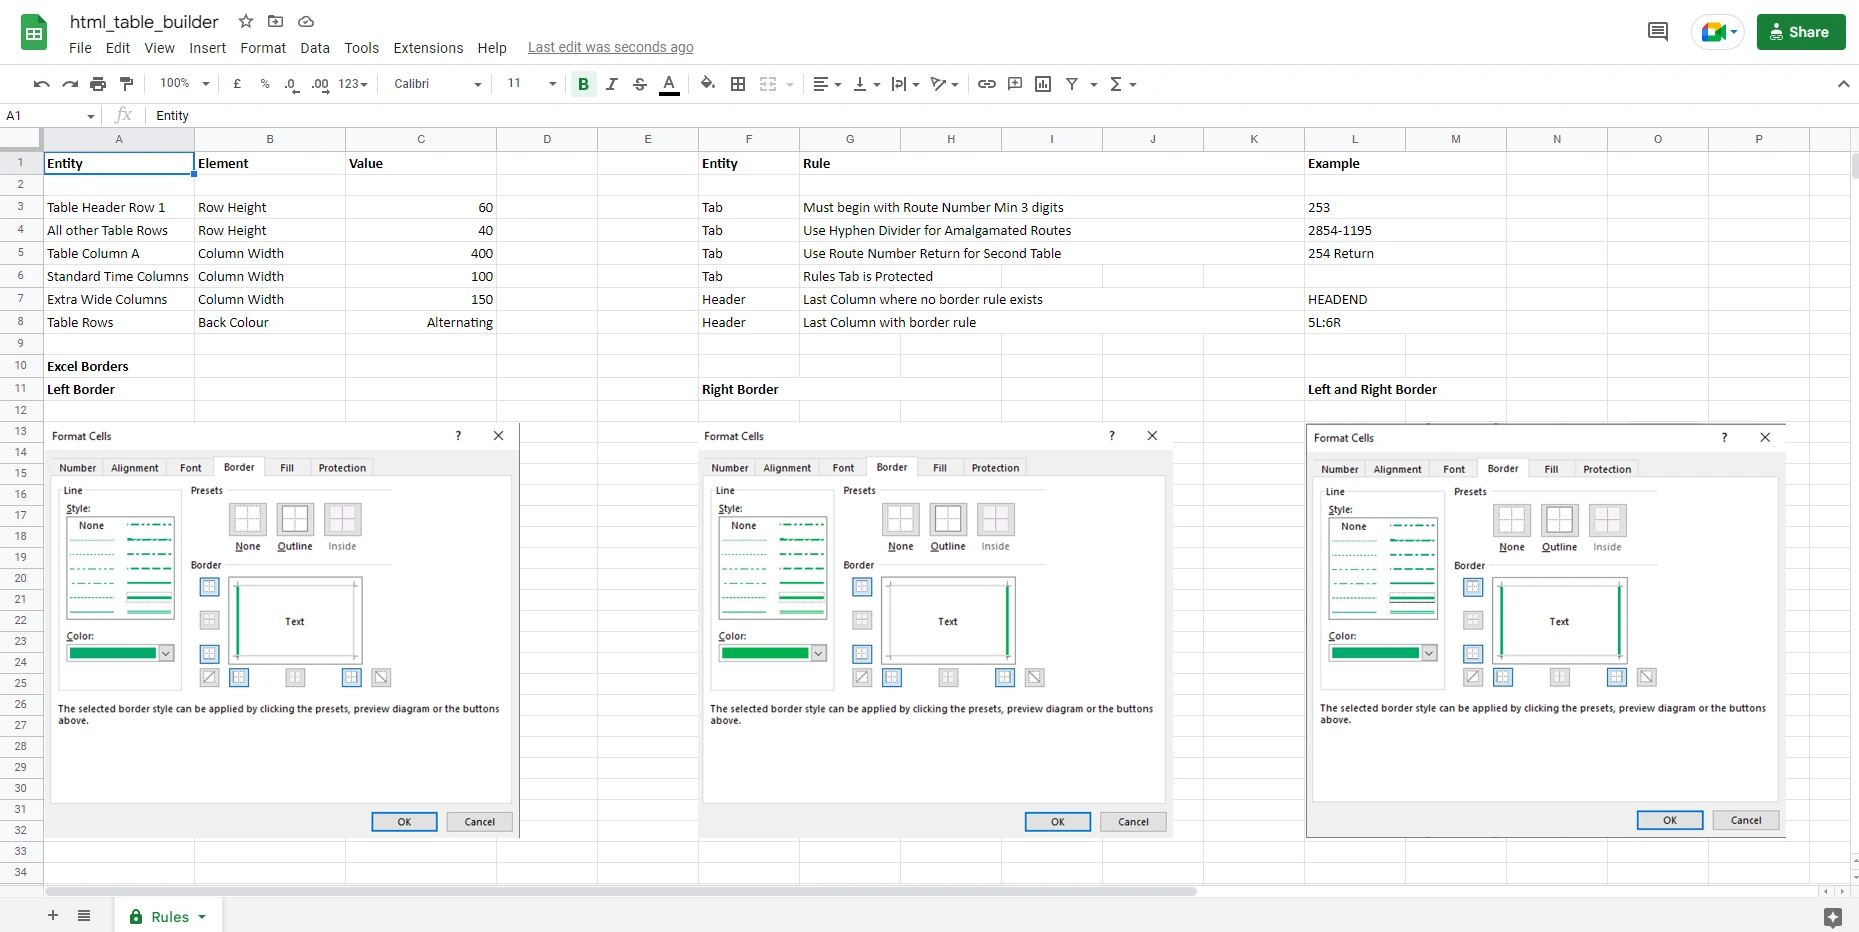 html_table_builder
File Edit View Insert Format Data Tools Extensions Help Last edit was seconds ago
Share
100% £ % .0 .00 123 Calibri 11 B I S A Σ
A1 fx Entity
A B C D E F G H I J K L M N O P
1 Entity Element Value Entity Rule Example
2
3 Table Header Row 1 Row Height 60 Tab Must begin with Route Number Min 3 digits 253
4 All other Table Rows Row Height 40 Tab Use Hyphen Divider for Amalgamated Routes 2854-1195
5 Table Column A Column Width 400 Tab Use Route Number Return for Second Table 254 Return
6 Standard Time Columns Column Width 100 Tab Rules Tab is Protected
7 Extra Wide Columns Column Width 150 Header Last Column where no border rule exists HEADEND
8 Table Rows Back Colour Alternating Header Last Column with border rule 5L:6R
9
10 Excel Borders
11 Left Border Right Border Left and Right Border
12
13
14
15
16
17
18
19
20
21
22
23
24
25
26
27
28
29
30
31
32
33
34
Format Cells ? X
Number Alignment Font Border Fill Protection
Line Presets
Style:
None
None Outline Inside
Border
Text
Color:
The selected border style can be applied by clicking the presets, preview diagram or the buttons
above.
OK Cancel
Format Cells ? X
Number Alignment Font Border Fill Protection
Line Presets
Style:
None
None Outline Inside
Border
Text
Color:
The selected border style can be applied by clicking the presets, preview diagram or the buttons
above.
OK Cancel
Format Cells ? X
Number Alignment Font Border Fill Protection
Line Presets
Style:
None
None Outline Inside
Border
Text
Color:
The selected border style can be applied by clicking the presets, preview diagram or the buttons
above.
OK Cancel
Rules